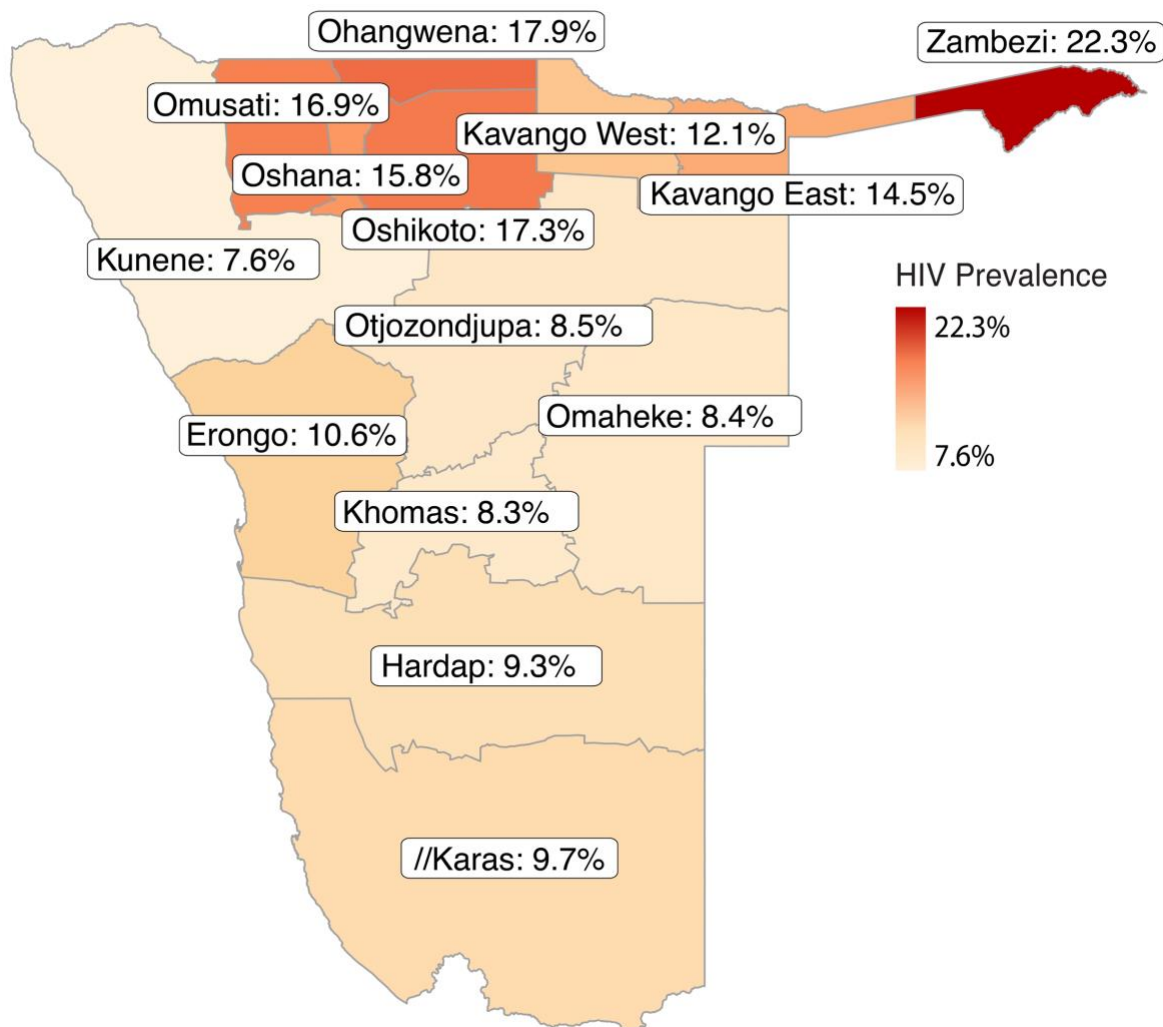 Ohangwena: 17.9%
Zambezi: 22.3%
Omusati: 16.9%
Kavango West: 12.1%
Oshana: 15.8%
Kavango East: 14.5%
Oshikoto: 17.3%
Kunene: 7.6%
HIV Prevalence
22.3%
7.6%
Otjozondjupa: 8.5%
Omaheke: 8.4%
Erongo: 10.6%
Khomas: 8.3%
Hardap: 9.3%
//Karas: 9.7%